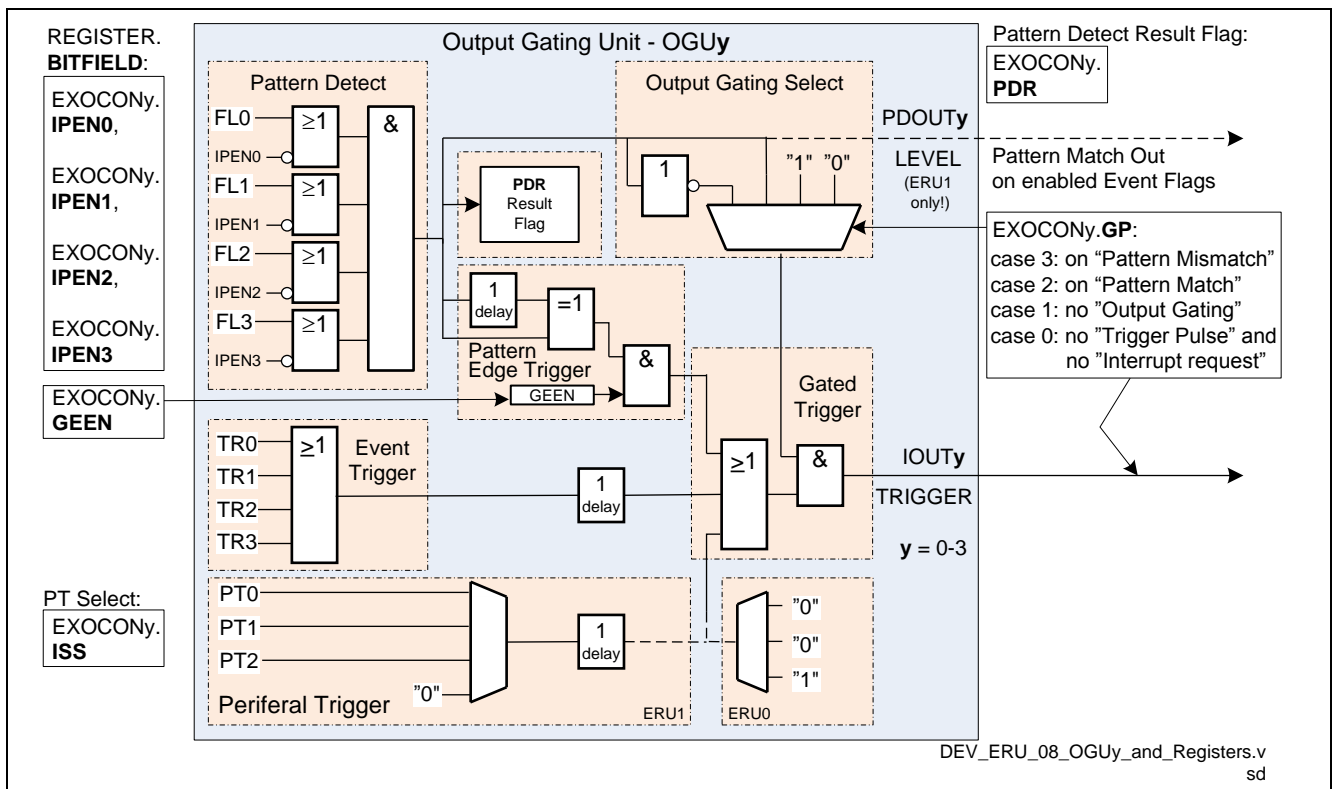 REGISTER.
BITFIELD:
EXOCONy.
IPEN0,
EXOCONy.
IPEN1,
EXOCONy.
IPEN2,
EXOCONy.
IPEN3
EXOCONy.
GEEN
PT Select:
EXOCONy.
ISS
Output Gating Unit - OGUy
Pattern Detect
FL0
≥1
&
IPEN0
FL1
≥1
IPEN1
FL2
≥1
IPEN2
FL3
≥1
IPEN3
PDR
Result
Flag
Output Gating Select
1
"1" "0"
1
delay
=1
Pattern
Edge Trigger
GEEN
&
Gated
Trigger
≥1
&
TR0
≥1
Event
Trigger
TR1
TR2
TR3
1
delay
PT0
PT1
PT2
"0"
1
delay
Periferal Trigger
ERU1
"0"
"0"
"1"
ERU0
PDOUTy
LEVEL
(ERU1
only!)
IOUTy
TRIGGER
y = 0-3
Pattern Detect Result Flag:
EXOCONy.
PDR
Pattern Match Out
on enabled Event Flags
EXOCONy.GP:
case 3: on “Pattern Mismatch”
case 2: on “Pattern Match”
case 1: no ”Output Gating”
case 0: no ”Trigger Pulse” and
no ”Interrupt request”
DEV_ERU_08_OGUy_and_Registers.v
sd